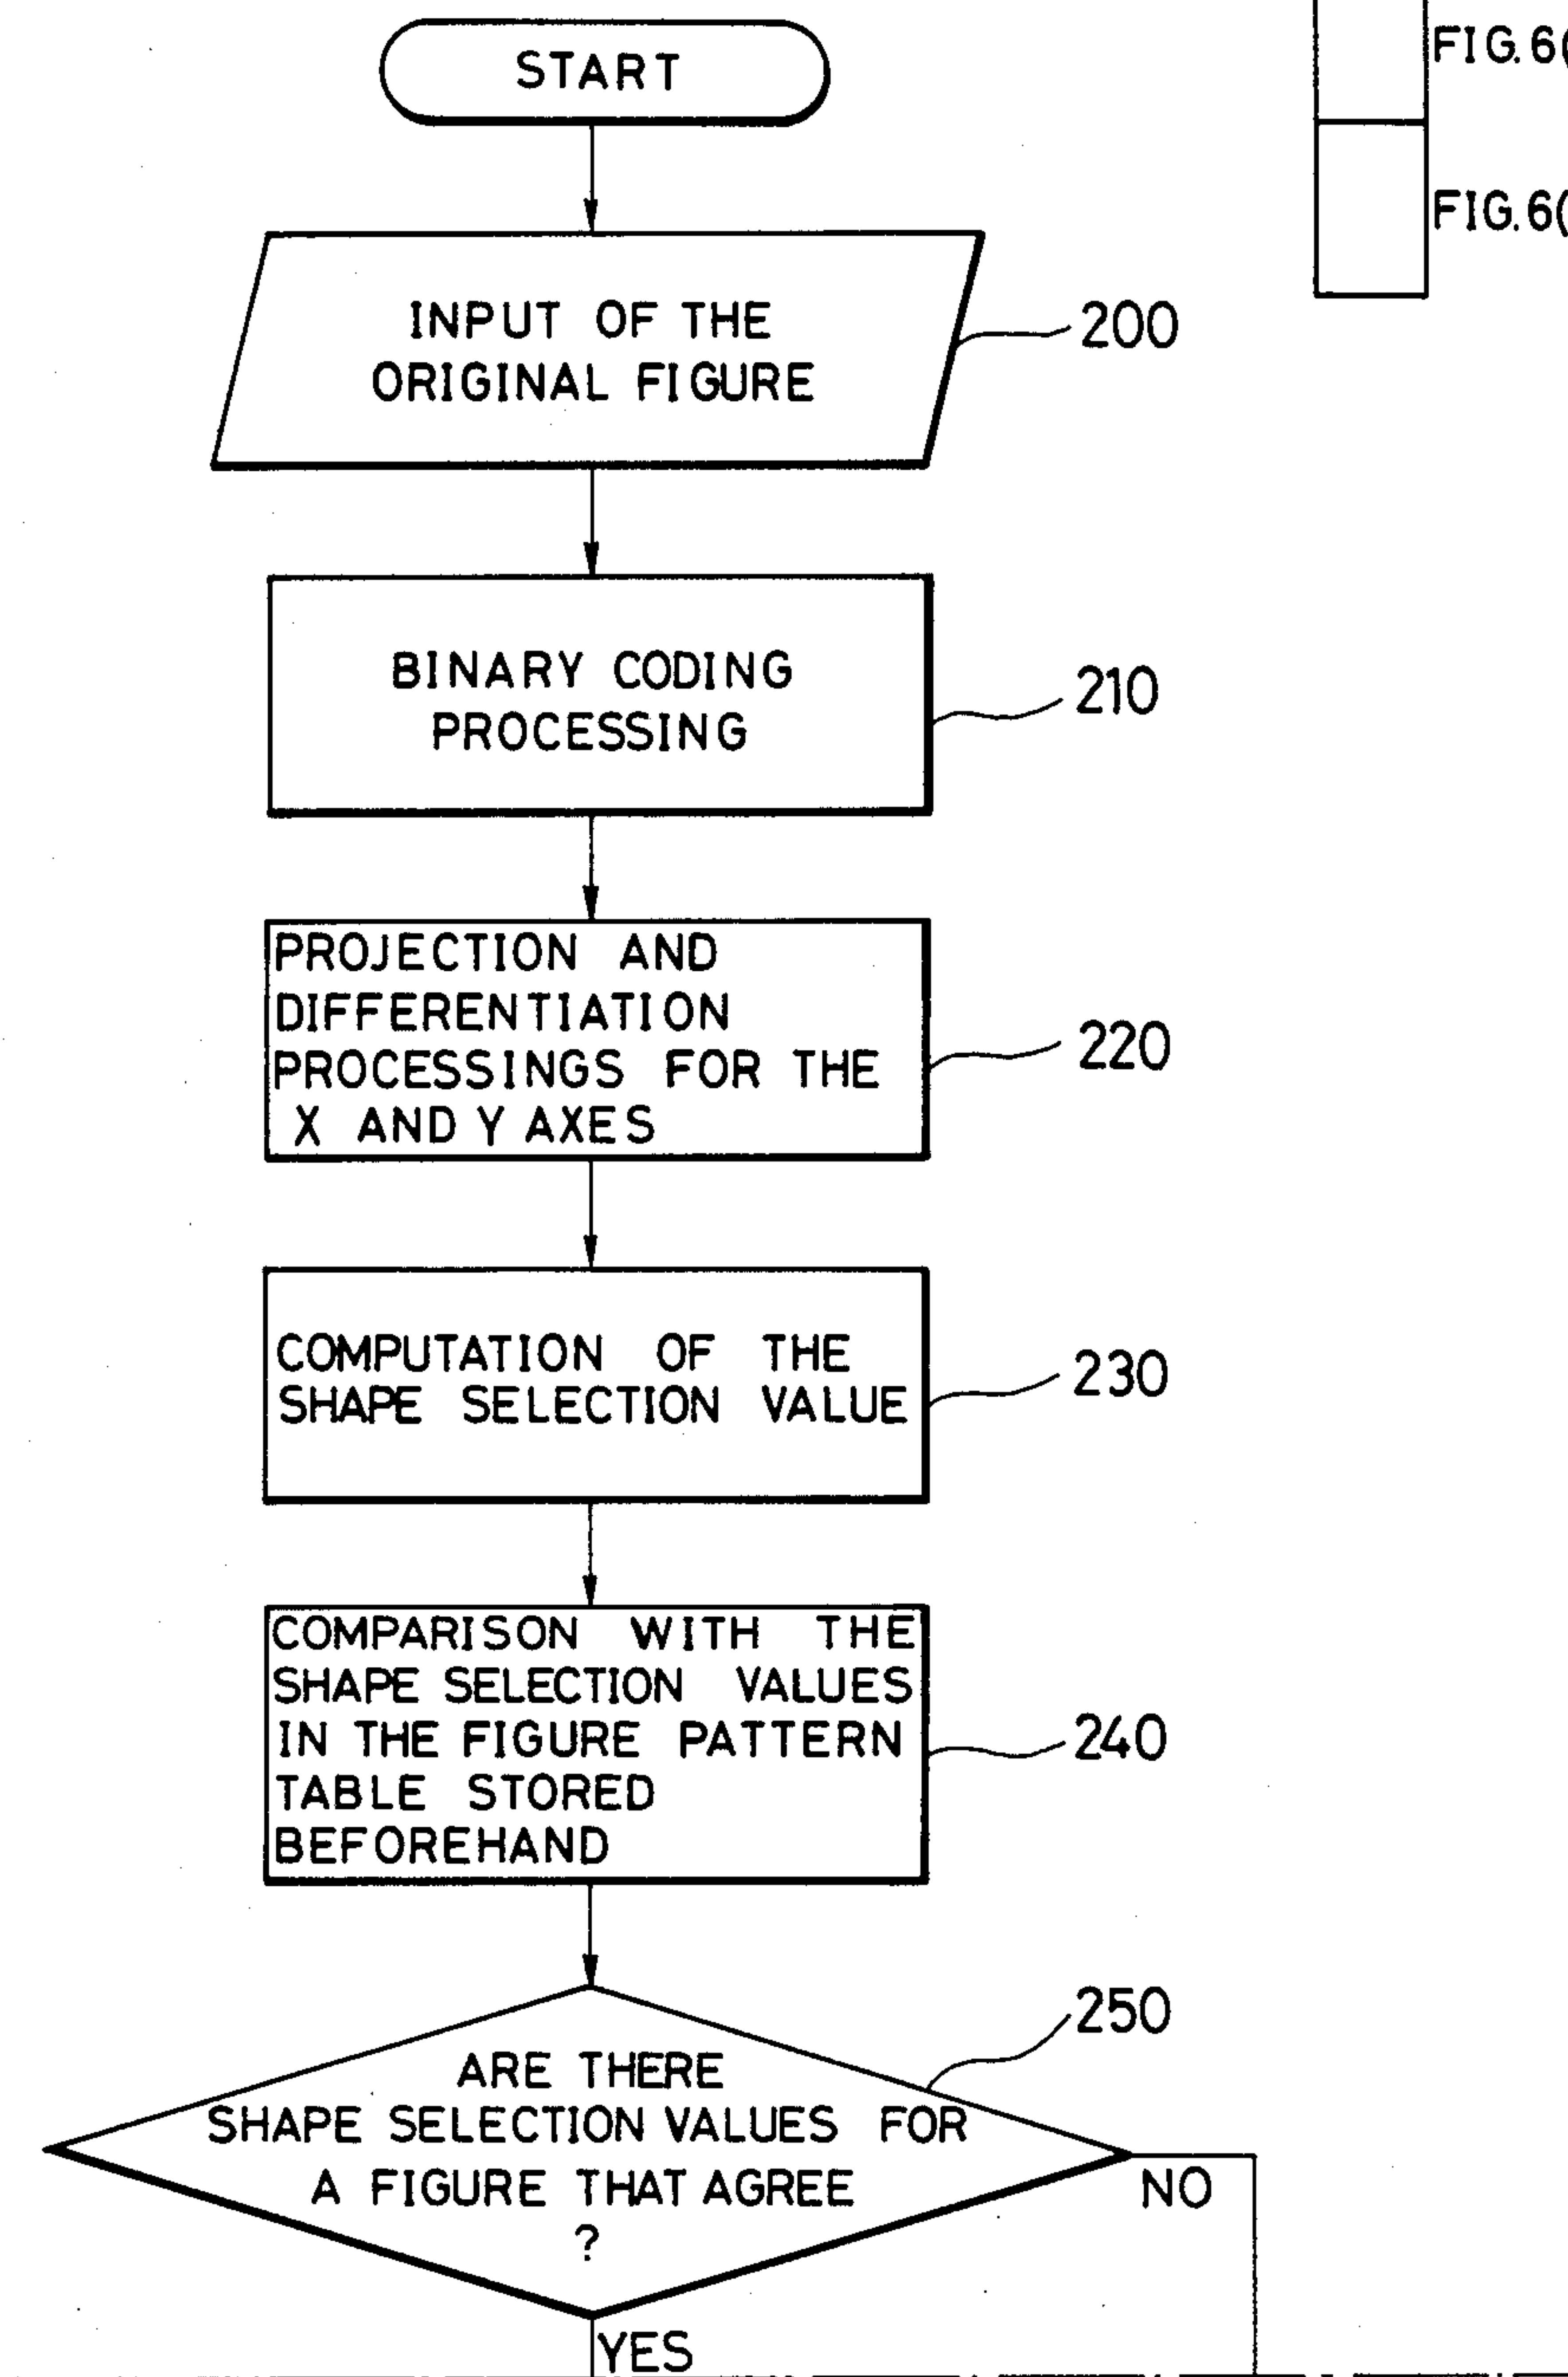 START
FIG. 6(
FIG. 6(
INPUT OF THE
ORIGINAL FIGURE
200
BINARY CODING
PROCESSING
210
PROJECTION AND
DIFFERENTIATION
PROCESSINGS FOR THE
X AND Y AXES
220
COMPUTATION OF THE
SHAPE SELECTION VALUE
230
COMPARISON WITH THE
SHAPE SELECTION VALUES
IN THE FIGURE PATTERN
TABLE STORED
BEFOREHAND
240
250
ARE THERE
SHAPE SELECTION VALUES FOR
A FIGURE THAT AGREE
?
NO
YES